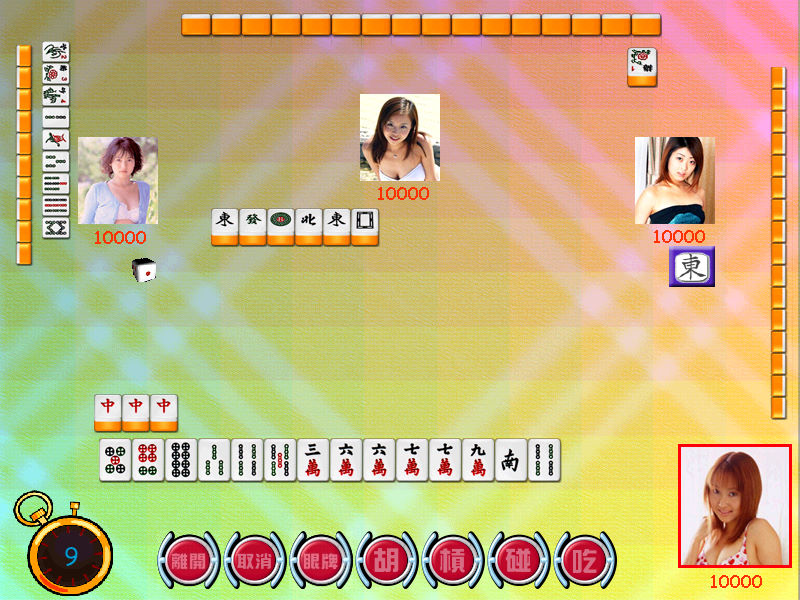 10000
10000
10000
東 發 北 東
東
中 中 中
三萬 六萬 六萬 七萬 七萬 九萬 南
9
離開 取消 眼牌 胡 槓 碰 吃
10000